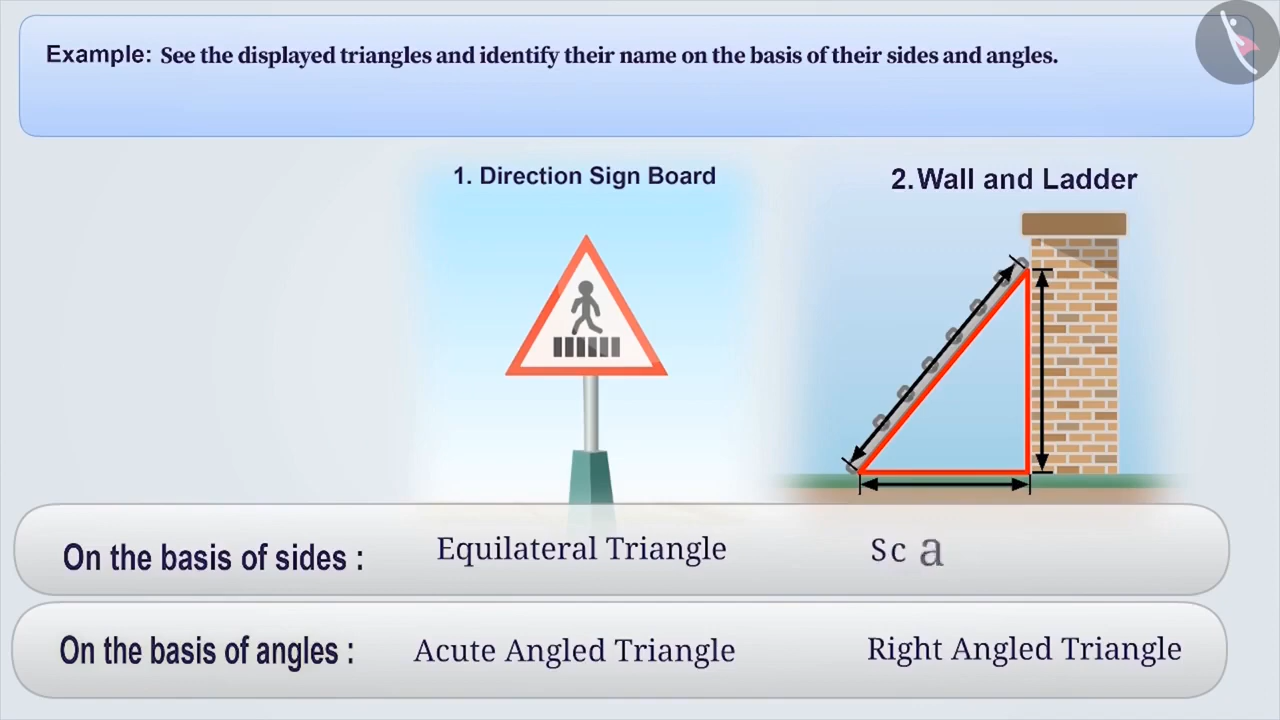 Example: See the displayed triangles and identify their name on the basis of their sides and angles.
1. Direction Sign Board
2. Wall and Ladder
On the basis of sides : Equilateral Triangle Sca
On the basis of angles : Acute Angled Triangle Right Angled Triangle